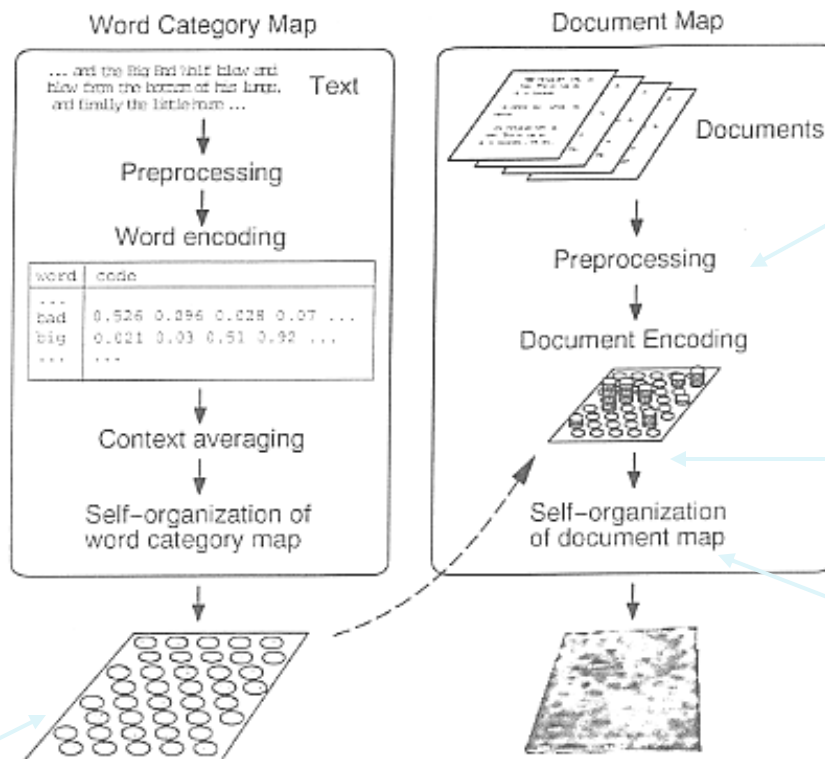 Word Category Map
... and the Big Bad Wolf blew and
blew from the bottom of his lungs,
and finally the little ...
Text
Preprocessing
Word encoding
word code
...
bad 0.526 0.896 0.028 0.07 ...
big 0.021 0.03 0.51 0.92 ...
... ...
Context averaging
Self-organization of
word category map
Document Map
Documents
Preprocessing
Document Encoding
Self-organization
of document map